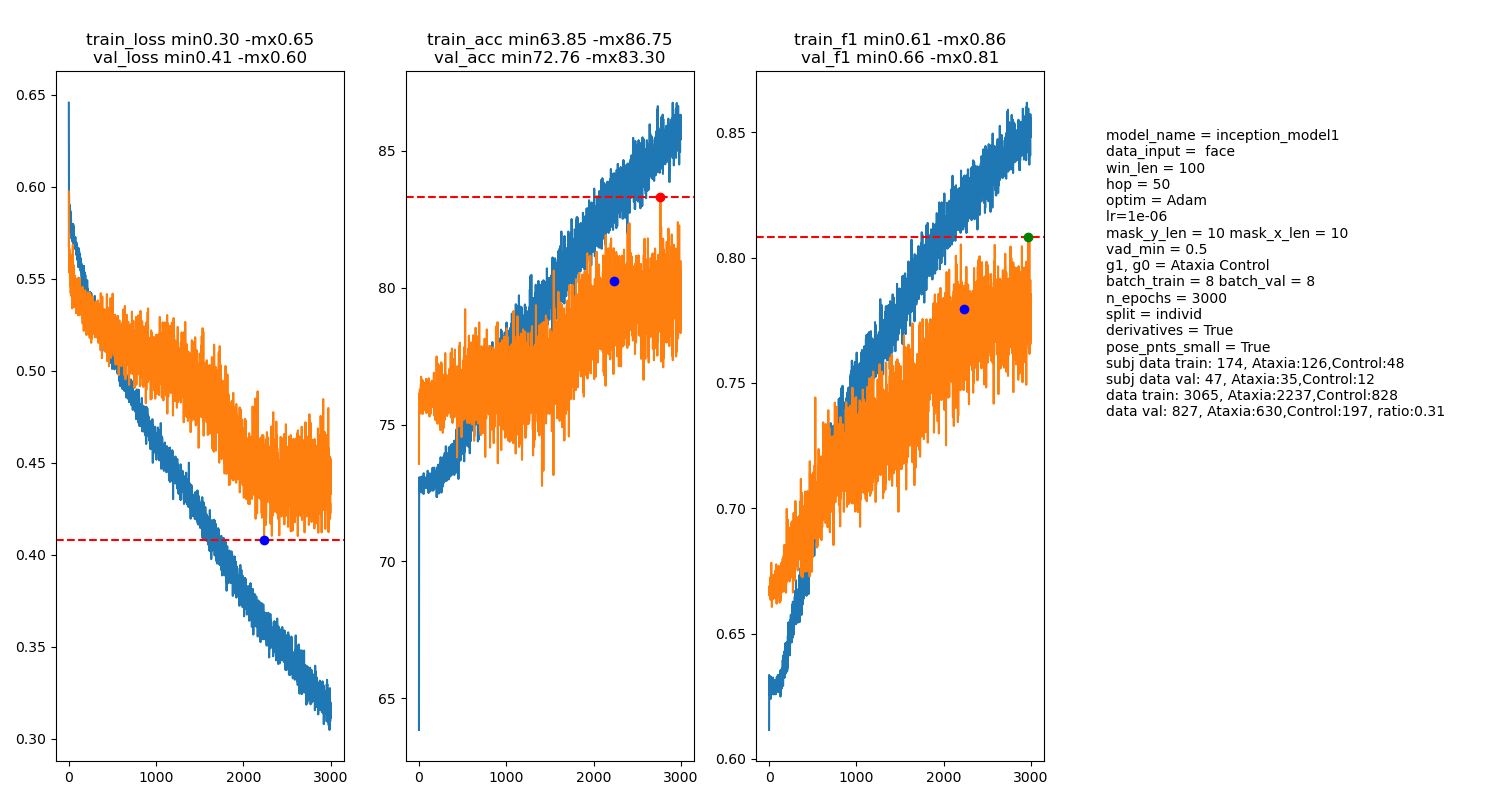 train_loss min0.30 -mx0.65
val_loss min0.41 -mx0.60
0.65
0.60
0.55
0.50
0.45
0.40
0.35
0.30
0
1000
2000
3000
train_acc min63.85 -mx86.75
val_acc min72.76 -mx83.30
85
80
75
70
65
0
1000
2000
3000
train_f1 min0.61 -mx0.86
val_f1 min0.66 -mx0.81
0.85
0.80
0.75
0.70
0.65
0.60
0
1000
2000
3000
model_name = inception_model1
data_input =  face
win_len = 100
hop = 50
optim = Adam
lr=1e-06
mask_y_len = 10 mask_x_len = 10
vad_min = 0.5
g1, g0 = Ataxia Control
batch_train = 8 batch_val = 8
n_epochs = 3000
split = individ
derivatives = True
pose_pnts_small = True
subj data train: 174, Ataxia:126,Control:48
subj data val: 47, Ataxia:35,Control:12
data train: 3065, Ataxia:2237,Control:828
data val: 827, Ataxia:630,Control:197, ratio:0.31